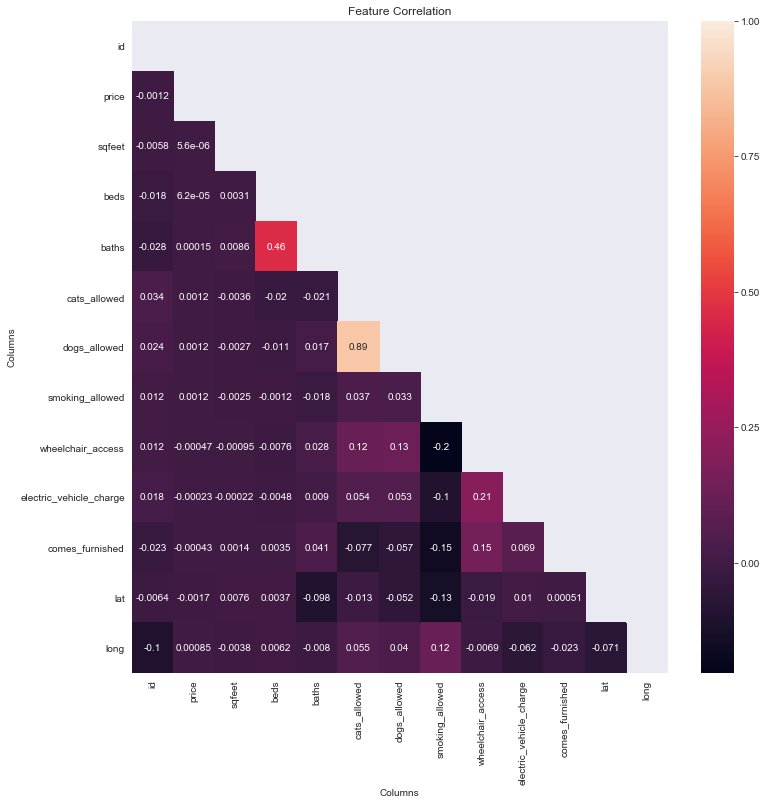 Feature Correlation
id
price -0.0012
sqfeet -0.0058 5.6e-06
beds -0.018 6.2e-05 0.0031
baths -0.028 0.00015 0.0086 0.46
cats_allowed 0.034 0.0012 -0.0036 -0.02 -0.021
dogs_allowed 0.024 0.0012 -0.0027 -0.011 0.017 0.89
smoking_allowed 0.012 0.0012 -0.0025 -0.0012 -0.018 0.037 0.033
wheelchair_access 0.012 -0.00047 -0.00095 -0.0076 0.028 0.12 0.13 -0.2
electric_vehicle_charge 0.018 -0.00023 -0.00022 -0.0048 0.009 0.054 0.053 -0.1 0.21
comes_furnished -0.023 -0.00043 0.0014 0.0035 0.041 -0.077 -0.057 -0.15 0.15 0.069
lat -0.0064 -0.0017 0.0076 0.0037 -0.098 -0.013 -0.052 -0.13 -0.019 0.01 0.00051
long -0.1 0.00085 -0.0038 0.0062 -0.008 0.055 0.04 0.12 -0.0069 -0.062 -0.023 -0.071
Columns
id price sqfeet beds baths cats_allowed dogs_allowed smoking_allowed wheelchair_access electric_vehicle_charge comes_furnished lat long
Columns
1.00
0.75
0.50
0.25
0.00